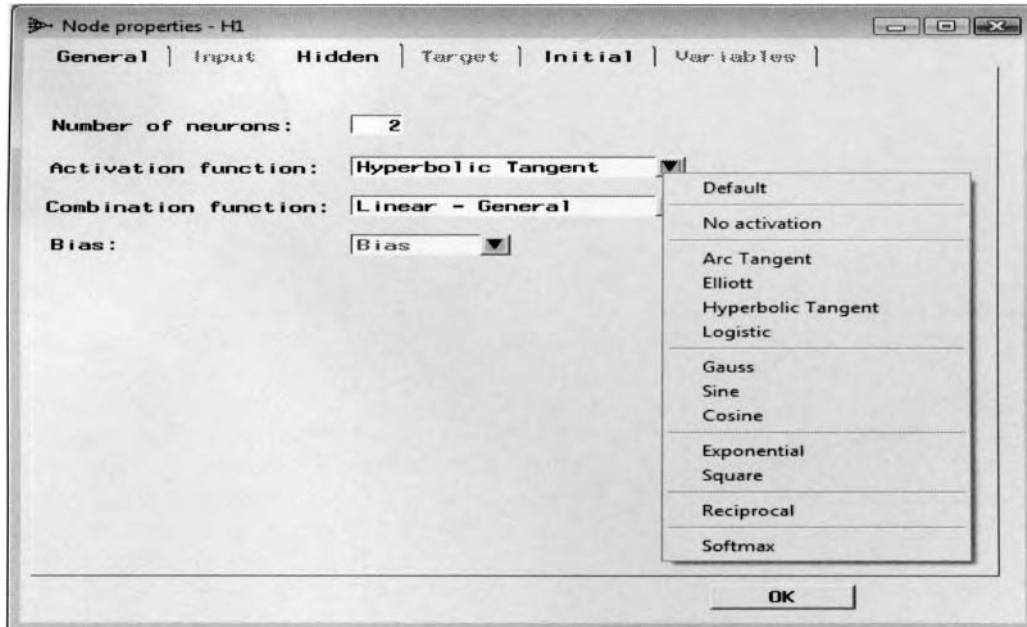 Node properties - H1
General Input Hidden Target Initial Variables
Number of neurons: 2
Activation function: Hyperbolic Tangent
Combination function: Linear - General
Bias: Bias
Default
No activation
Arc Tangent
Elliott
Hyperbolic Tangent
Logistic
Gauss
Sine
Cosine
Exponential
Square
Reciprocal
Softmax
OK